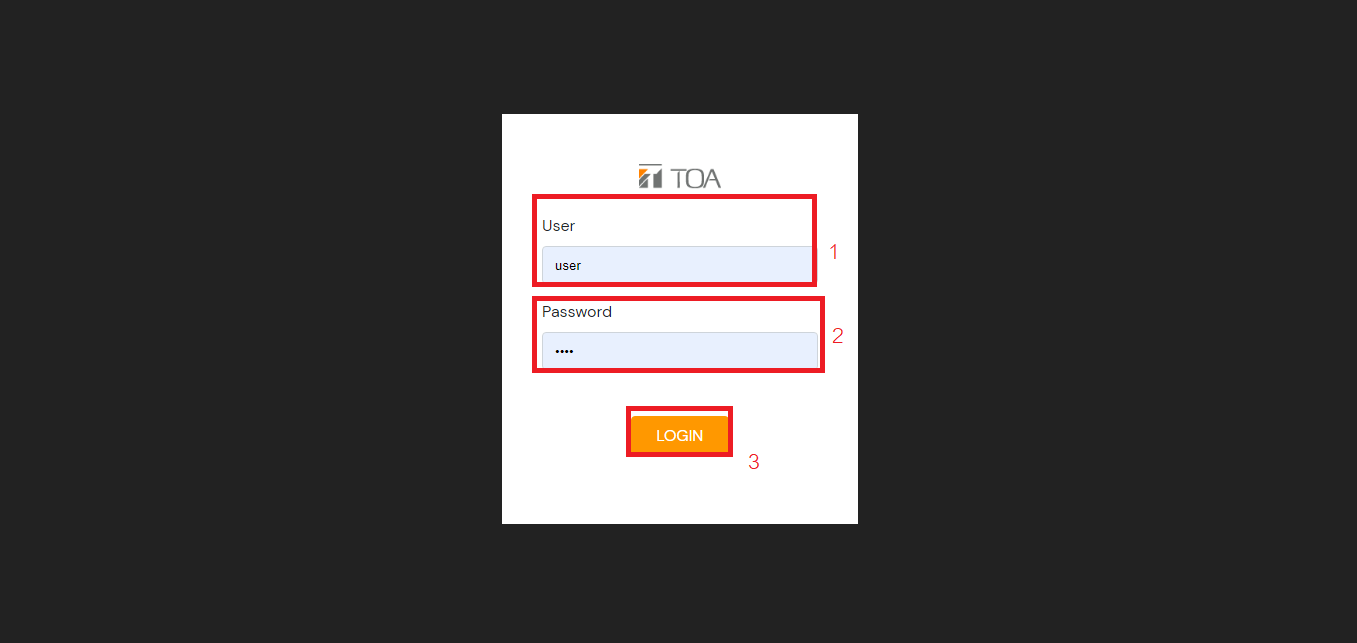 TOA
User
user
1
Password
••••
2
LOGIN
3